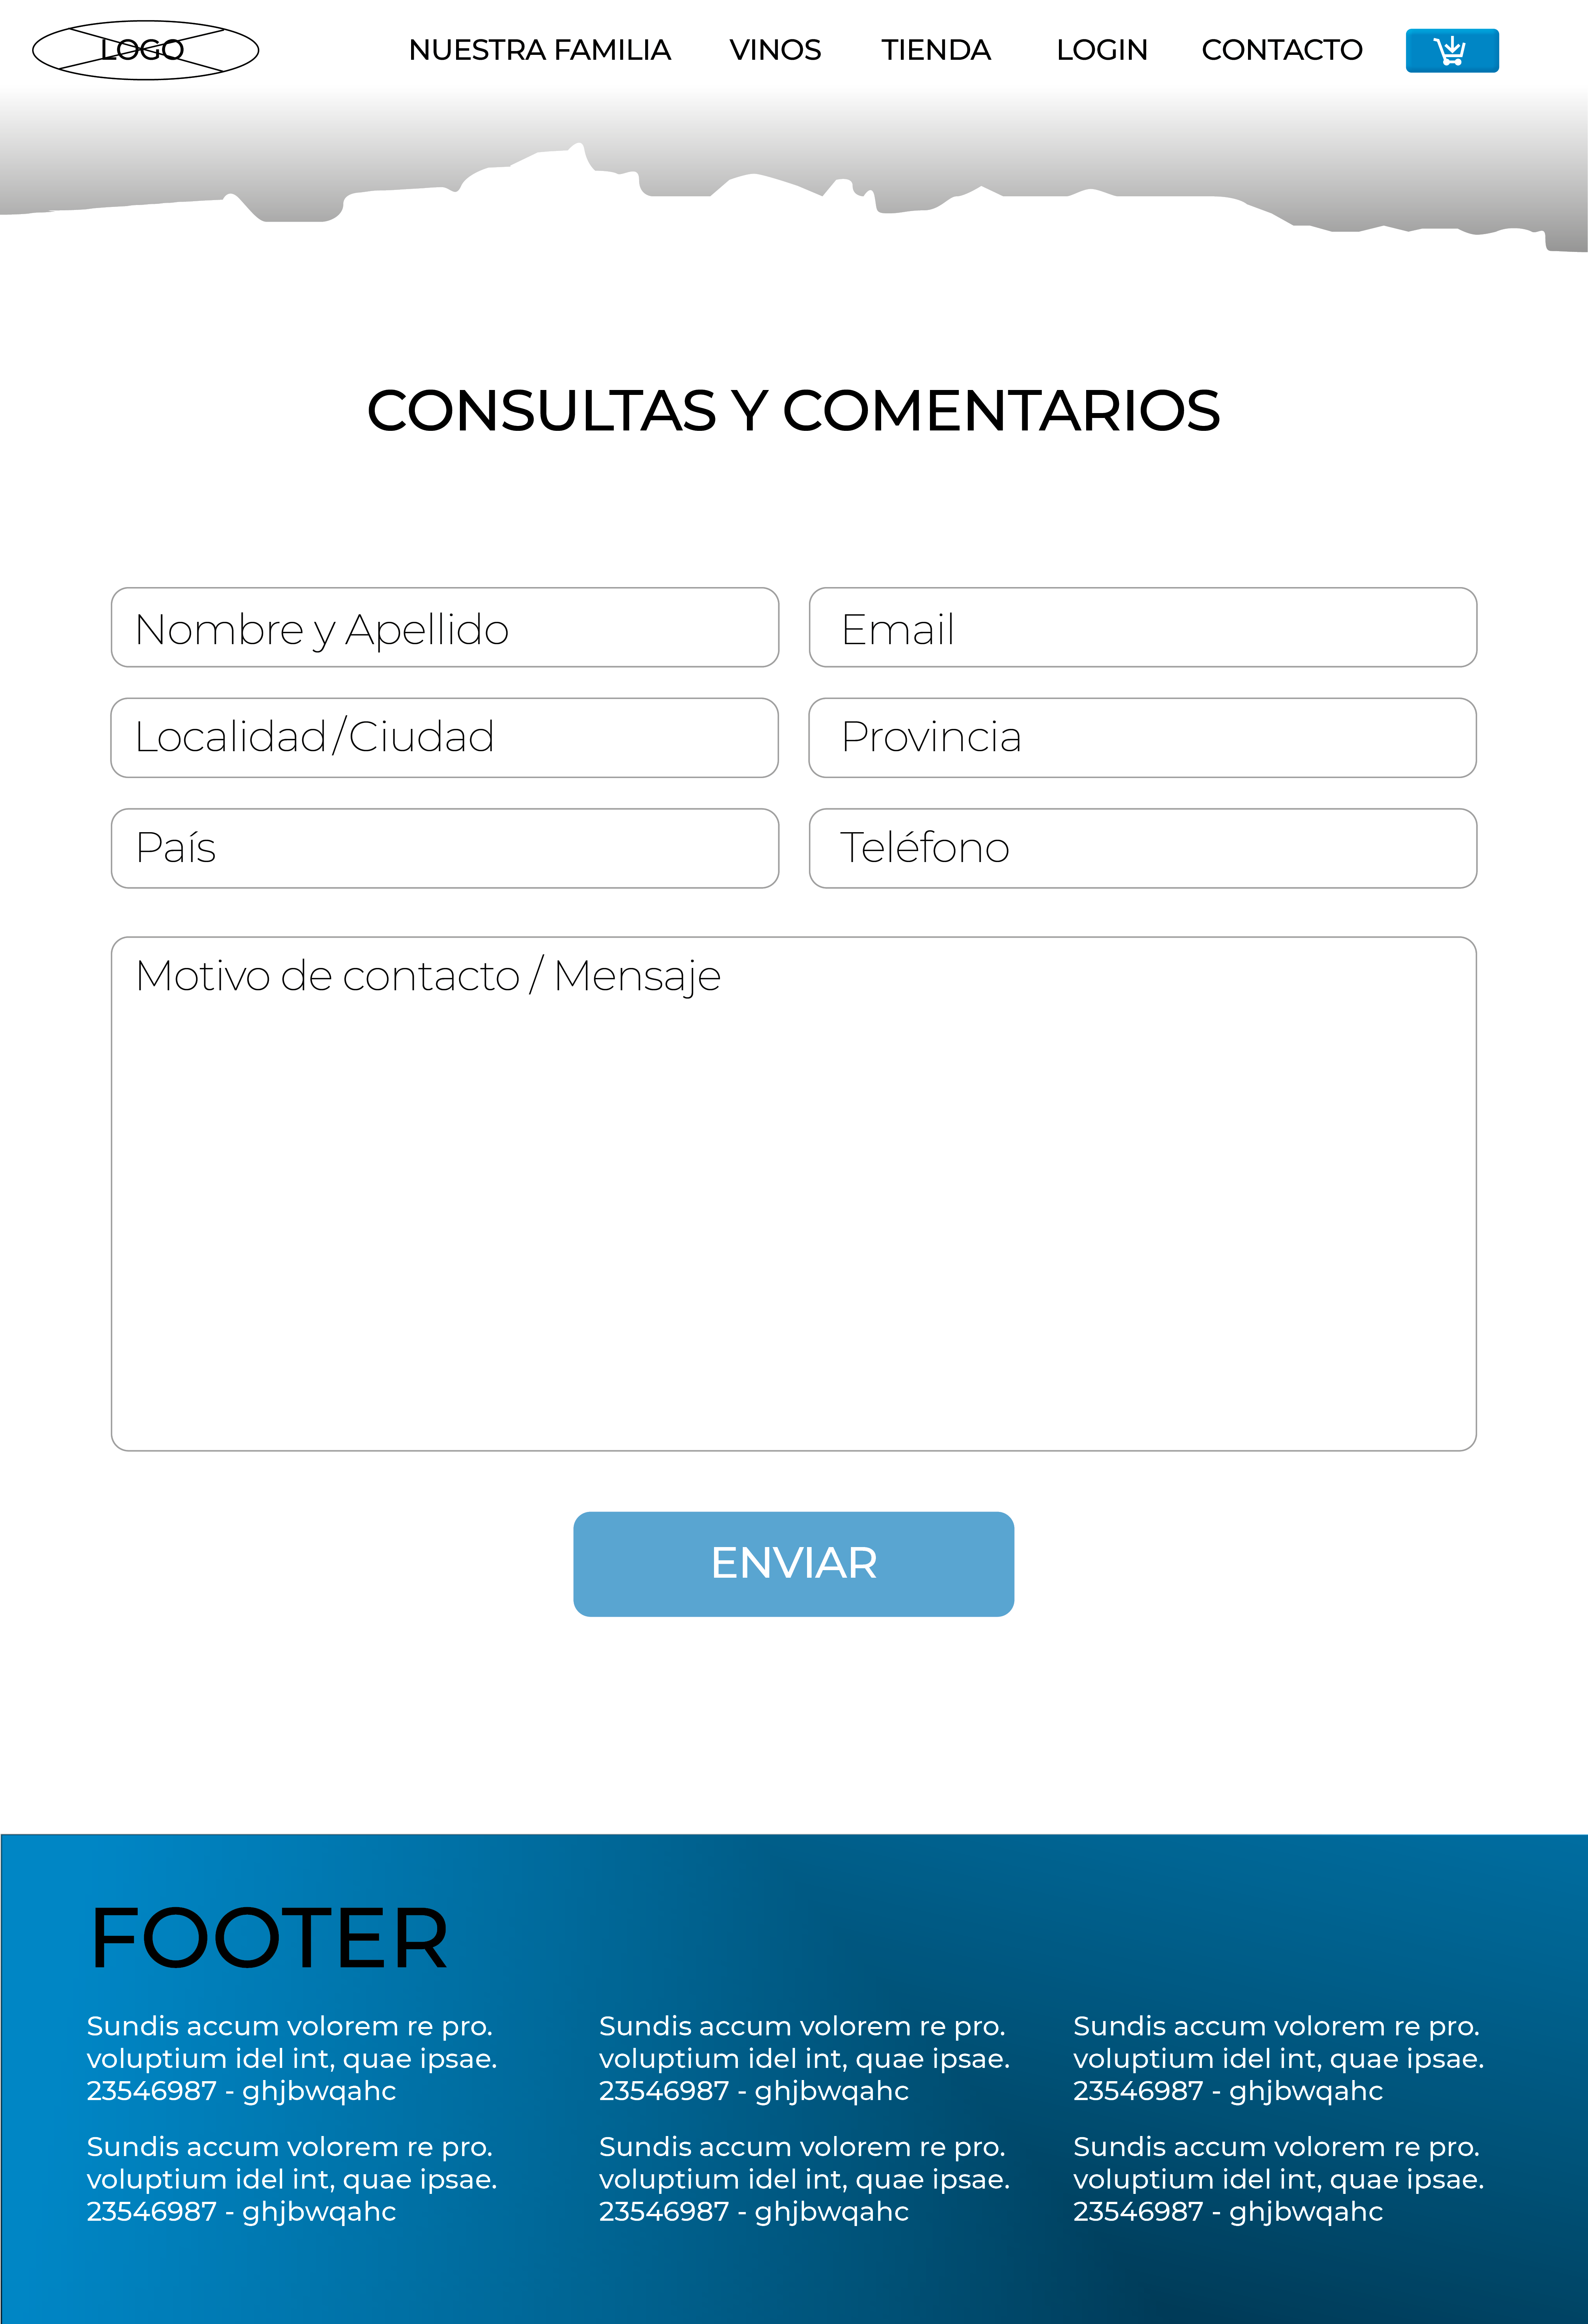 LOGO
NUESTRA FAMILIA VINOS TIENDA LOGIN CONTACTO
CONSULTAS Y COMENTARIOS
Nombre y Apellido
Email
Localidad/Ciudad
Provincia
País
Teléfono
Motivo de contacto / Mensaje
ENVIAR
FOOTER
Sundis accum volorem re pro.
voluptium idel int, quae ipsae.
23546987 - ghjbwqahc
Sundis accum volorem re pro.
voluptium idel int, quae ipsae.
23546987 - ghjbwqahc
Sundis accum volorem re pro.
voluptium idel int, quae ipsae.
23546987 - ghjbwqahc
Sundis accum volorem re pro.
voluptium idel int, quae ipsae.
23546987 - ghjbwqahc
Sundis accum volorem re pro.
voluptium idel int, quae ipsae.
23546987 - ghjbwqahc
Sundis accum volorem re pro.
voluptium idel int, quae ipsae.
23546987 - ghjbwqahc